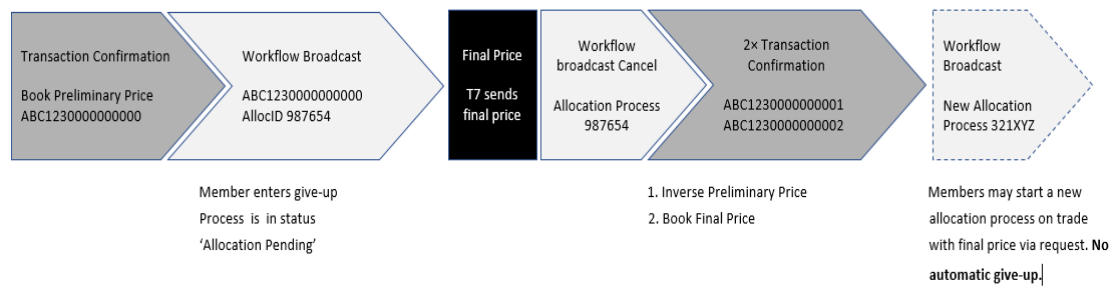 Transaction Confirmation
Book Preliminary Price
ABC1230000000000
Workflow Broadcast
ABC1230000000000
AllocID 987654
Final Price
T7 sends
final price
Workflow
broadcast Cancel
Allocation Process
987654
2× Transaction
Confirmation
ABC1230000000001
ABC1230000000002
Workflow
Broadcast
New Allocation
Process 321XYZ
Member enters give-up
Process is in status
‘Allocation Pending’
1. Inverse Preliminary Price
2. Book Final Price
Members may start a new
allocation process on trade
with final price via request. No
automatic give-up.